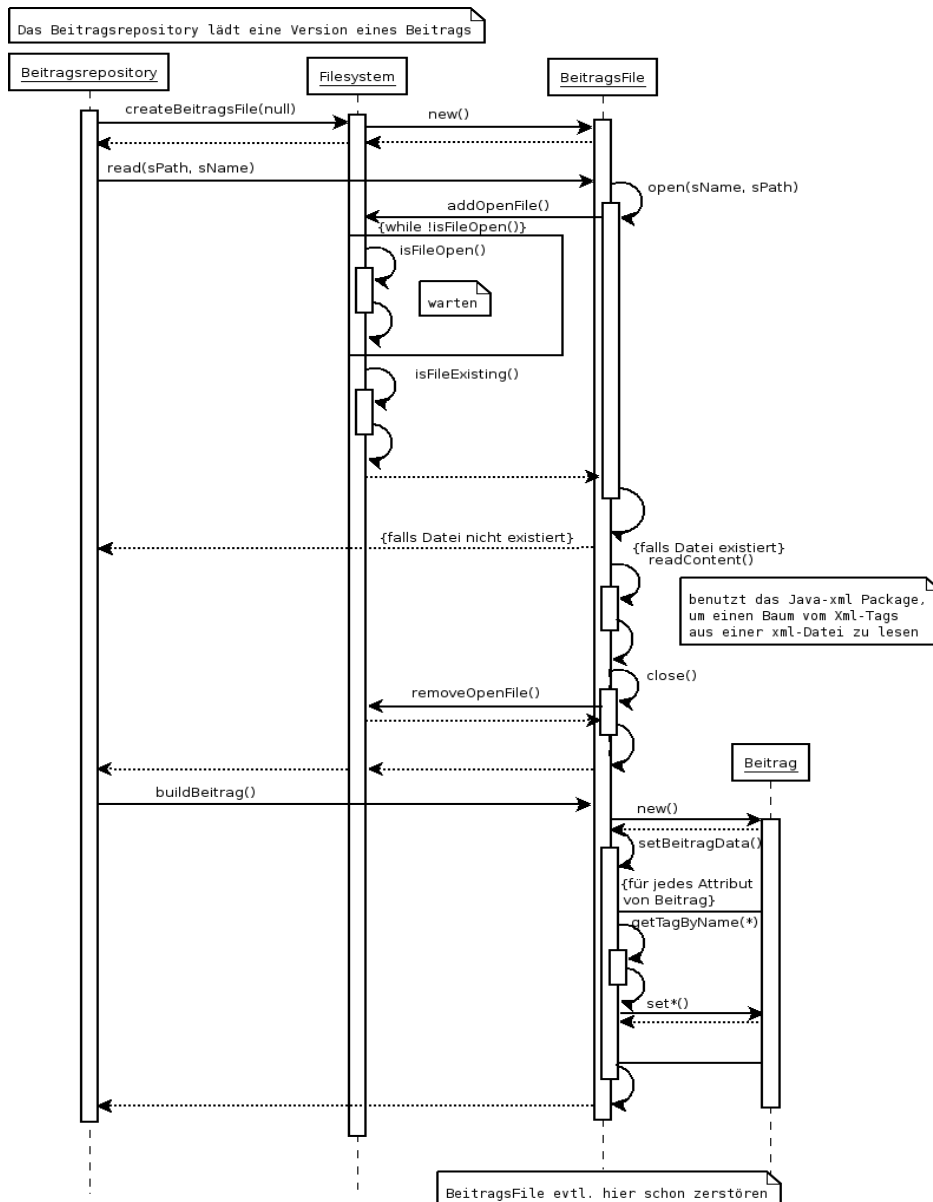 Das Beitragsrepository lädt eine Version eines Beitrags
Beitragsrepository
Filesystem
BeitragsFile
createBeitragsFile(null)
new()
read(sPath, sName)
open(sName, sPath)
addOpenFile()
{while !isFileOpen()}
isFileOpen()
warten
isFileExisting()
{falls Datei nicht existiert}
{falls Datei existiert}
readContent()
benutzt das Java-xml Package,
um einen Baum vom Xml-Tags
aus einer xml-Datei zu lesen
close()
removeOpenFile()
Beitrag
buildBeitrag()
new()
setBeitragData()
{für jedes Attribut
von Beitrag}
getTagByName(*)
set*()
BeitragsFile evtl. hier schon zerstören